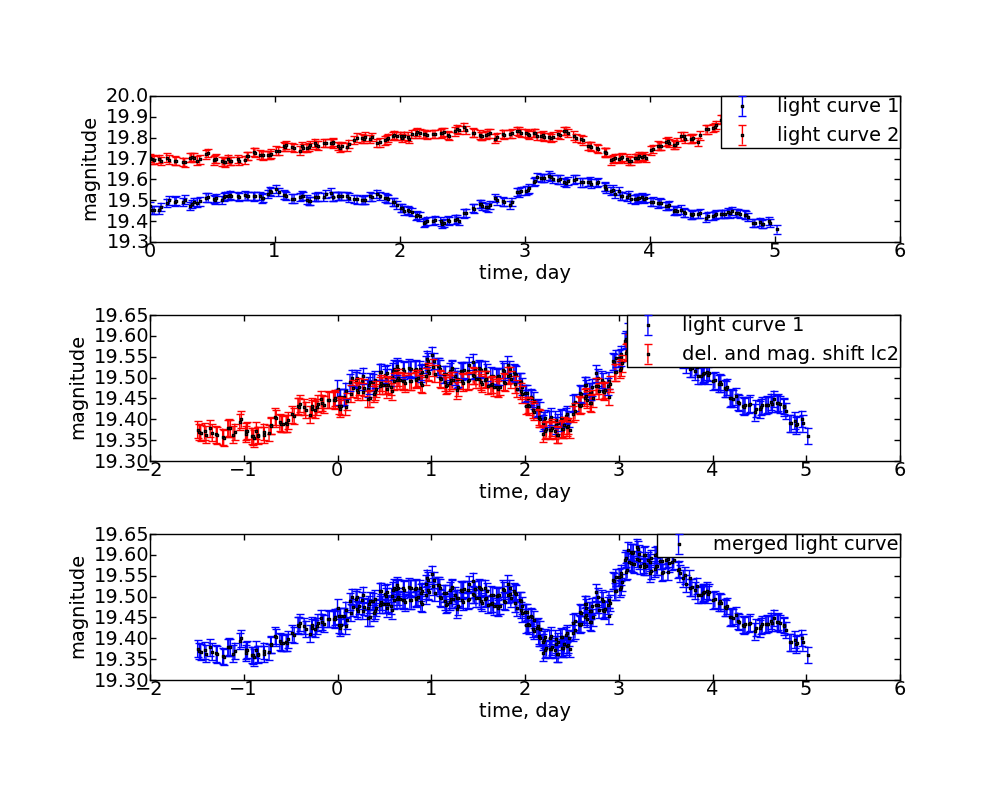 20.0
19.9
19.8
19.7
19.6
19.5
19.4
19.3
magnitude
light curve 1
light curve 2
0 1 2 3 4 5 6
time, day
19.65
19.60
19.55
19.50
19.45
19.40
19.35
19.30
magnitude
light curve 1
del. and mag. shift lc2
−2 −1 0 1 2 3 4 5 6
time, day
19.65
19.60
19.55
19.50
19.45
19.40
19.35
19.30
magnitude
merged light curve
−2 −1 0 1 2 3 4 5 6
time, day